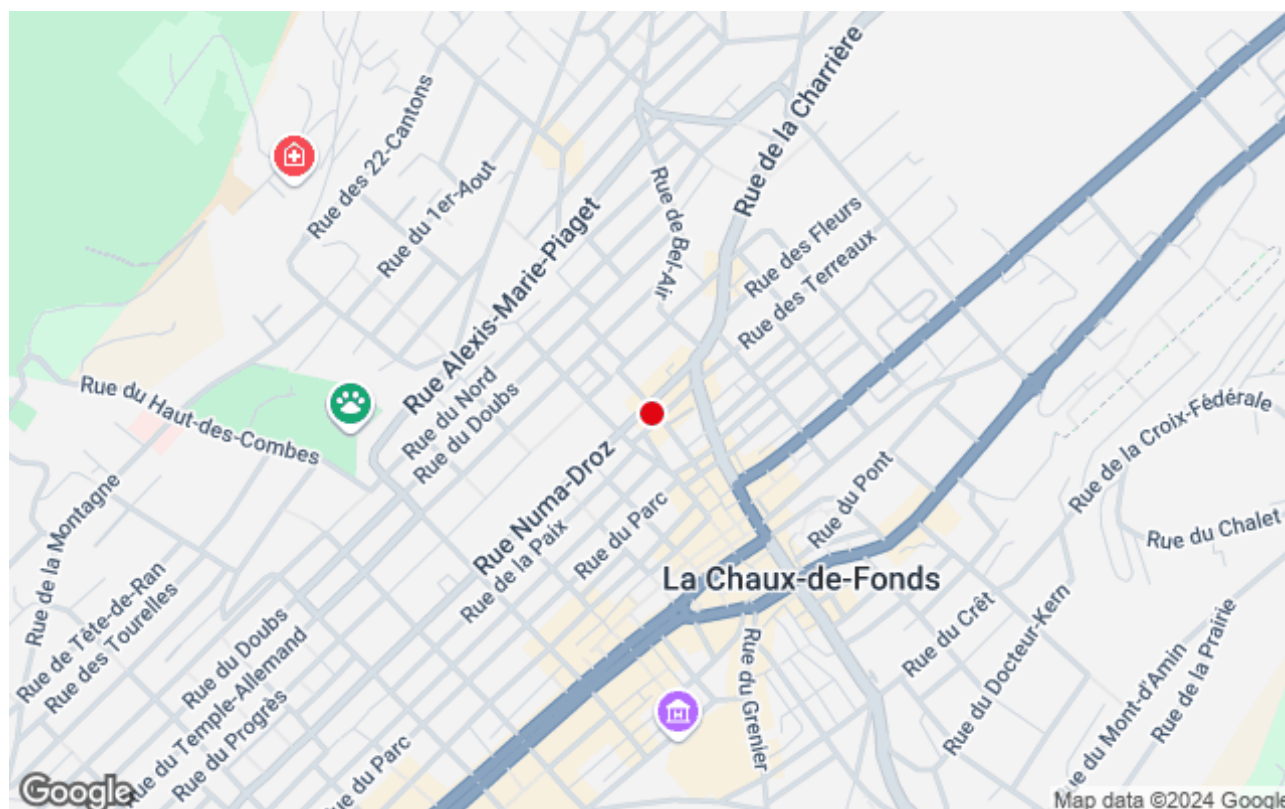 Rue de la Charrière
Rue des 22-Cantons
Rue du 1er-Aout
Rue de Bel-Air
Rue Alexis-Marie-Piaget
Rue des Fleurs
Rue des Terreaux
Rue du Haut-des-Combes
Rue du Nord
Rue du Doubs
Rue de la Croix-Fédérale
Rue Numa-Droz
Rue du Pont
Rue de la Montagne
Rue de la Paix
Rue du Parc
Rue du Chalet
La Chaux-de-Fonds
Rue de Tête-de-Ran
Rue des Tourelles
Rue du Doubs
Rue du Crêt
Rue du Docteur-Kern
Rue du Temple-Allemand
Rue du Progrès
Rue du Grenier
Rue du Mont-d'Amin
Rue de la Prairie
Rue du Parc
H
Google
Map data ©2024 Google